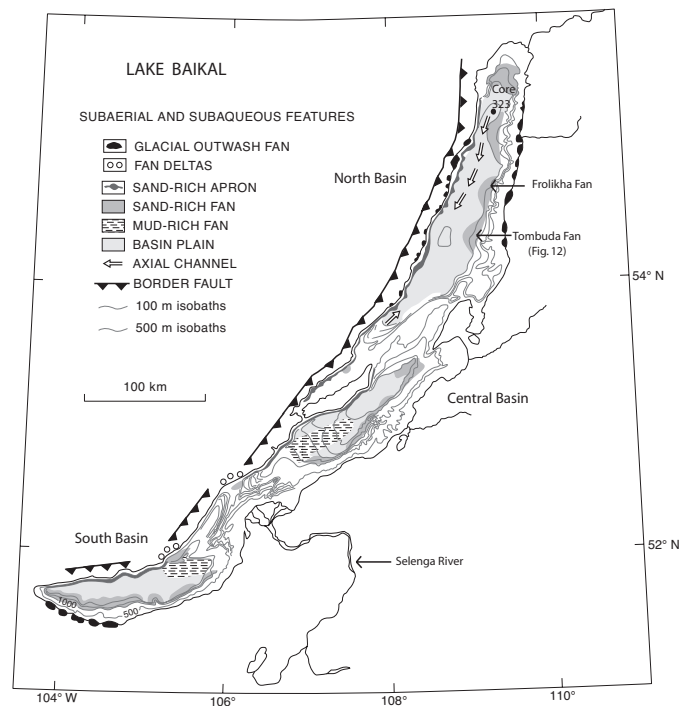 LAKE BAIKAL
SUBAERIAL AND SUBAQUEOUS FEATURES
GLACIAL OUTWASH FAN
FAN DELTAS
SAND-RICH APRON
SAND-RICH FAN
MUD-RICH FAN
BASIN PLAIN
AXIAL CHANNEL
BORDER FAULT
100 m isobaths
500 m isobaths
100 km
Core
323
North Basin
Frolikha Fan
Tombuda Fan
(Fig. 12)
54° N
Central Basin
South Basin
52° N
Selenga River
1000
500
104° W
106°
108°
110°